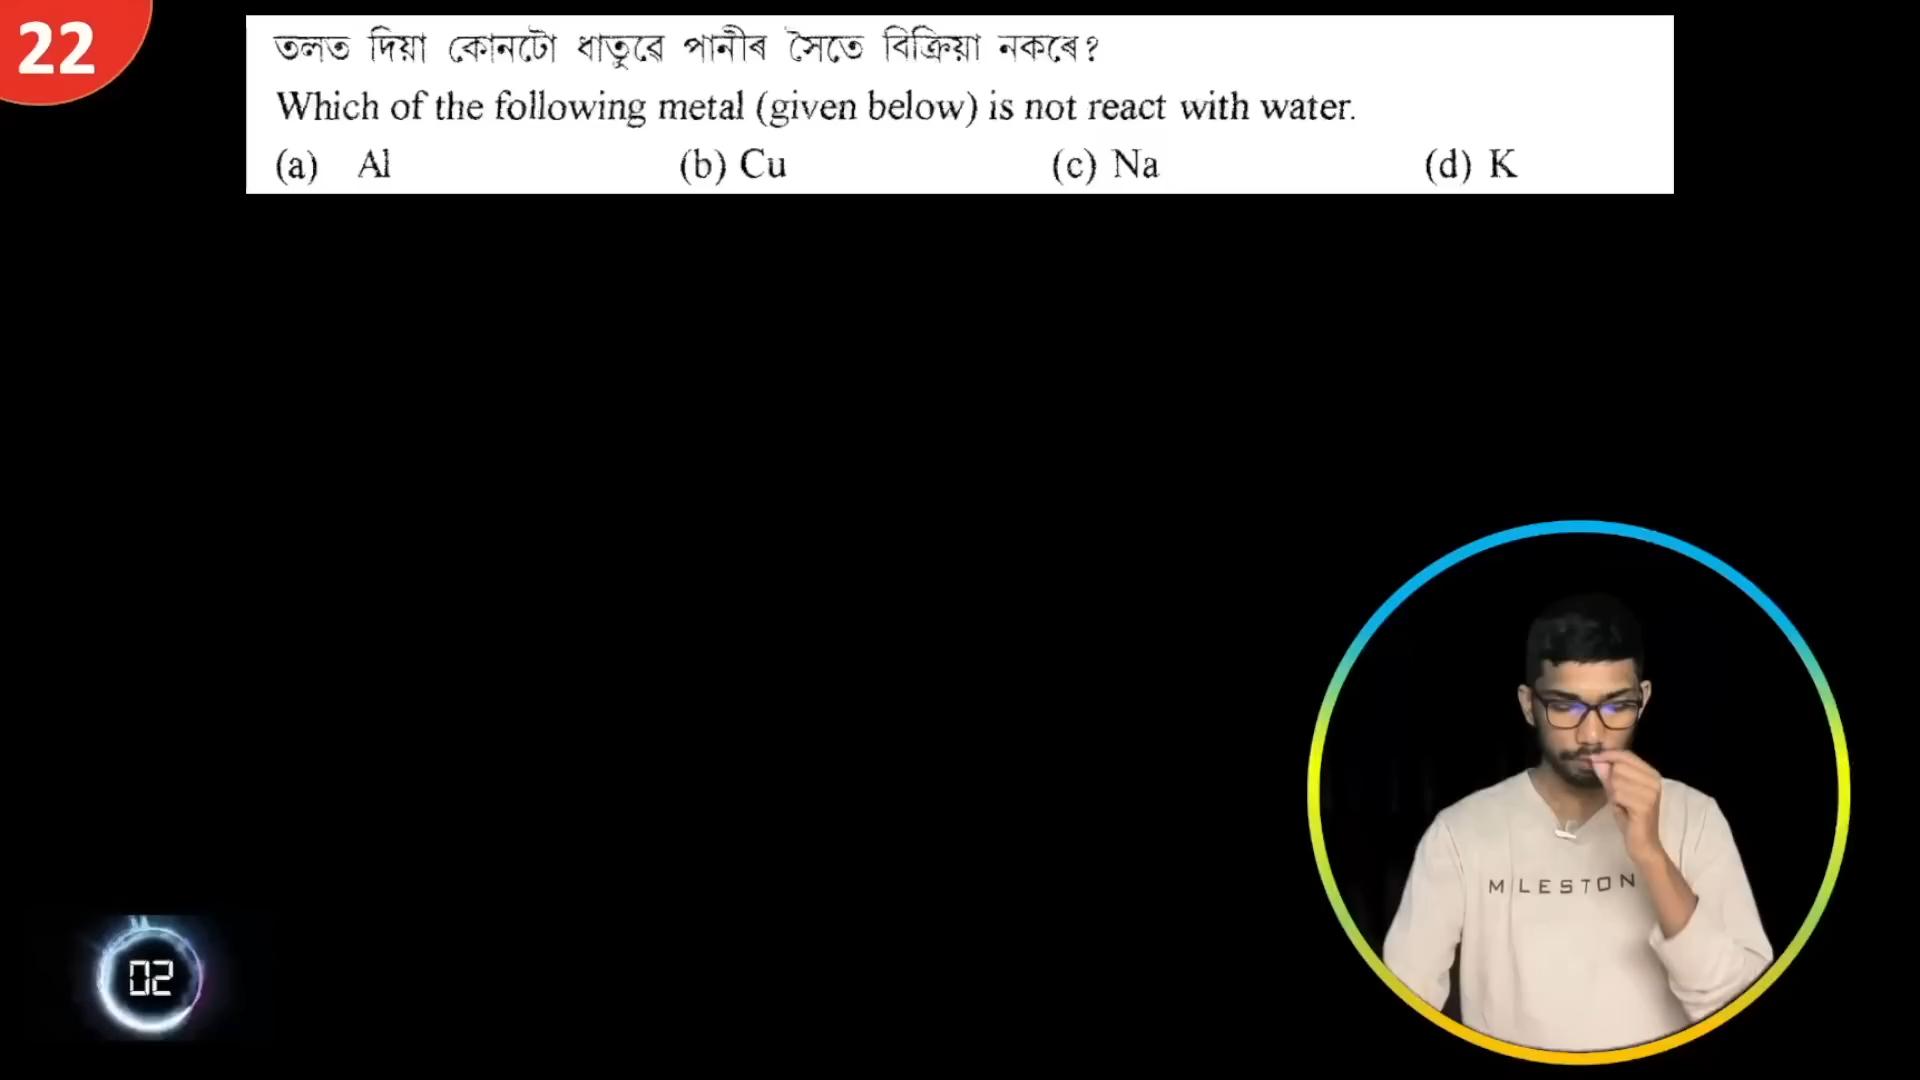 22
তলত দিয়া কোনটো ধাতুৱে পানীৰ সৈতে বিক্ৰিয়া নকৰে?
Which of the following metal (given below) is not react with water.
(a) Al (b) Cu (c) Na (d) K
MILESTON
02